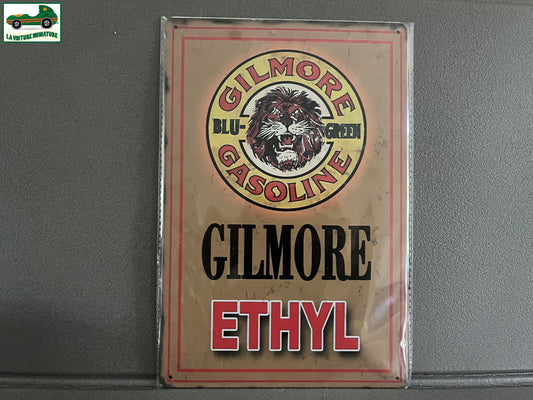 LA VOITURE MINIATURE
GILMORE
BLU-GREEN
GASOLINE
GILMORE
ETHYL